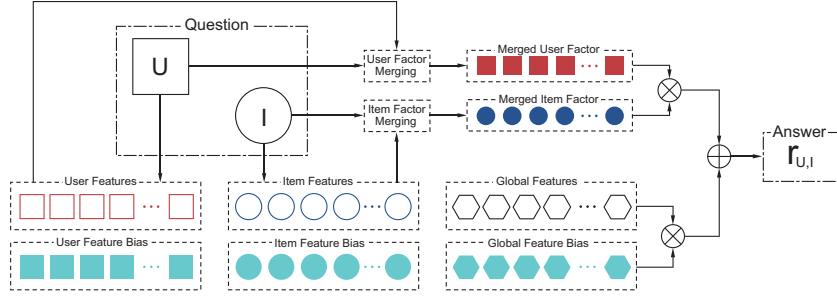 Question
U
I
User Factor
Merging
Merged User Factor
Item Factor
Merging
Merged Item Factor
Answer
r U,I
User Features
Item Features
Global Features
User Feature Bias
Item Feature Bias
Global Feature Bias